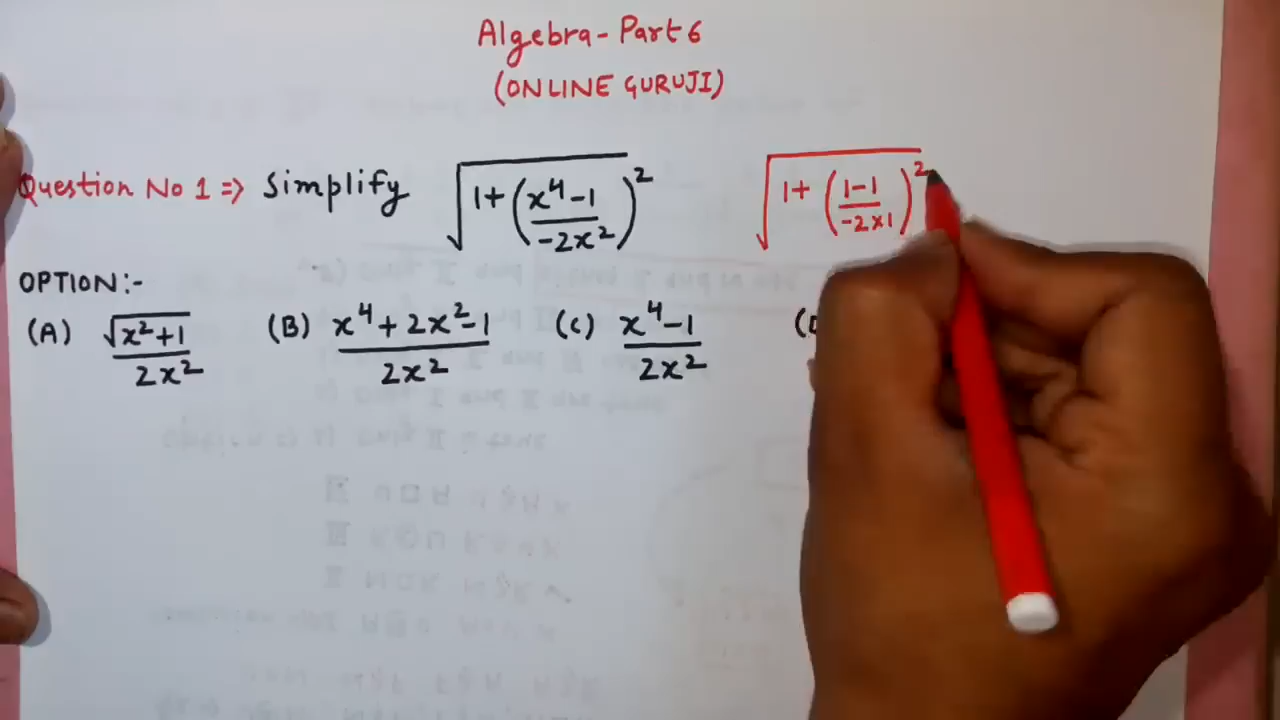 Algebra - Part 6
(ONLINE GURUJI)
Question No 1 => Simplify √(1+((x⁴-1)/(-2x²))²) √(1+((1-1)/(-2×1))²)
OPTION:-
(A) √(x²+1)/(2x²) (B) (x⁴+2x²-1)/(2x²) (C) (x⁴-1)/(2x²)